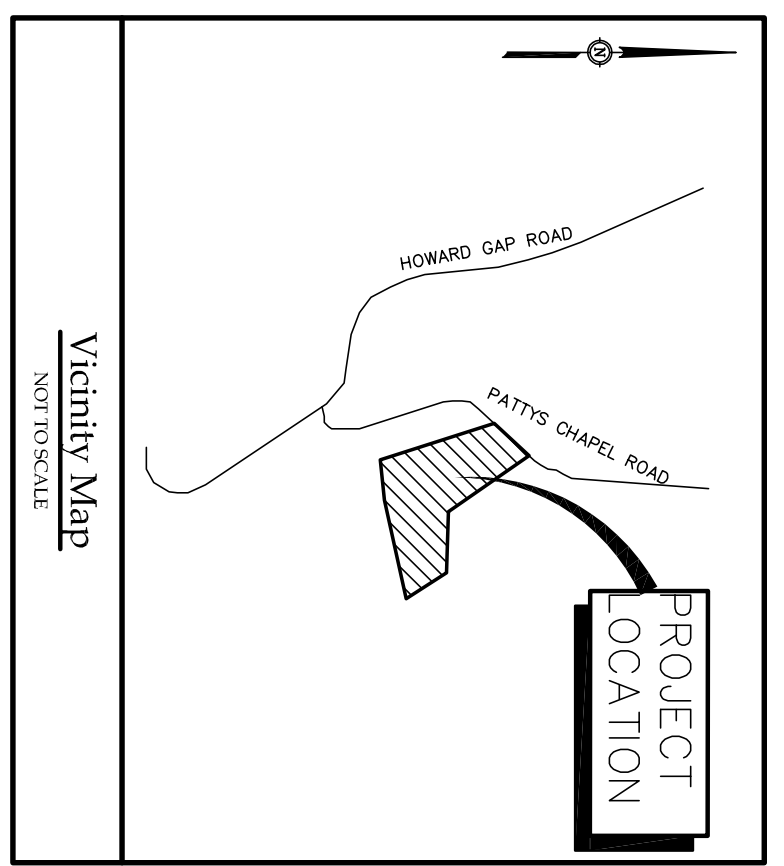 N
HOWARD GAP ROAD
PATTYS CHAPEL ROAD
PROJECT
LOCATION
Vicinity Map
NOT TO SCALE